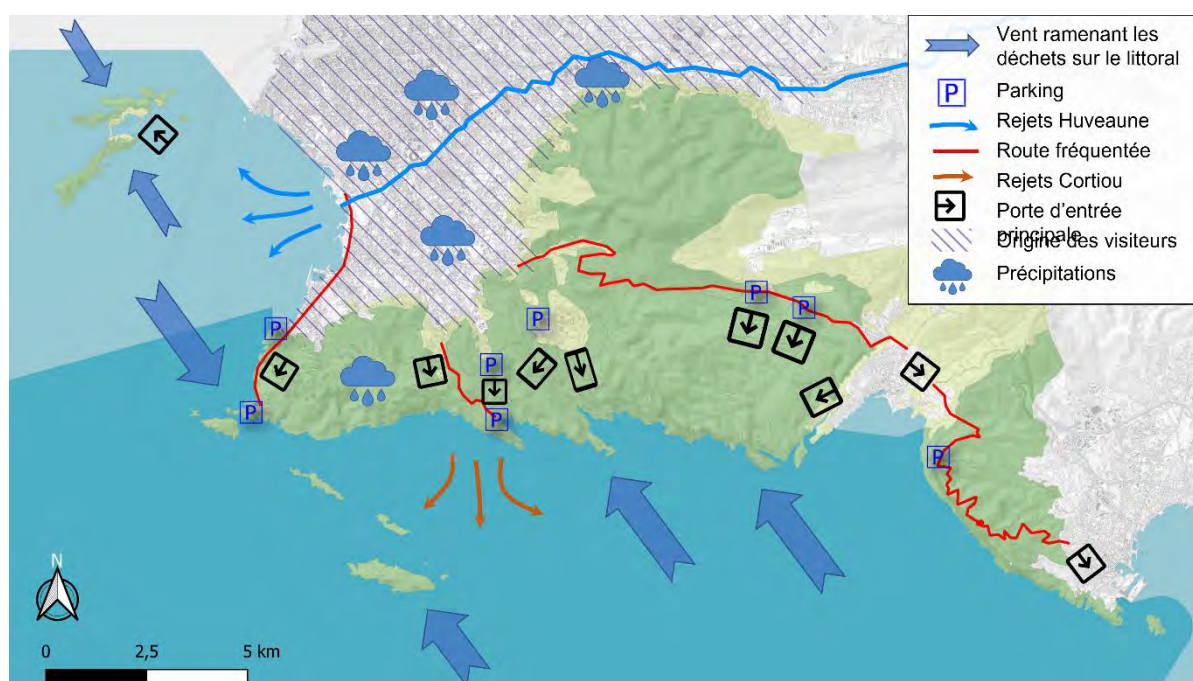 Vent ramenant les
déchets sur le littoral
P
Parking
Rejets Huveaune
Route fréquentée
Rejets Cortiou
Porte d'entrée
principale
Origine des visiteurs
Précipitations
P
P
P
P
P
P
P
P
N
0 2,5 5 km